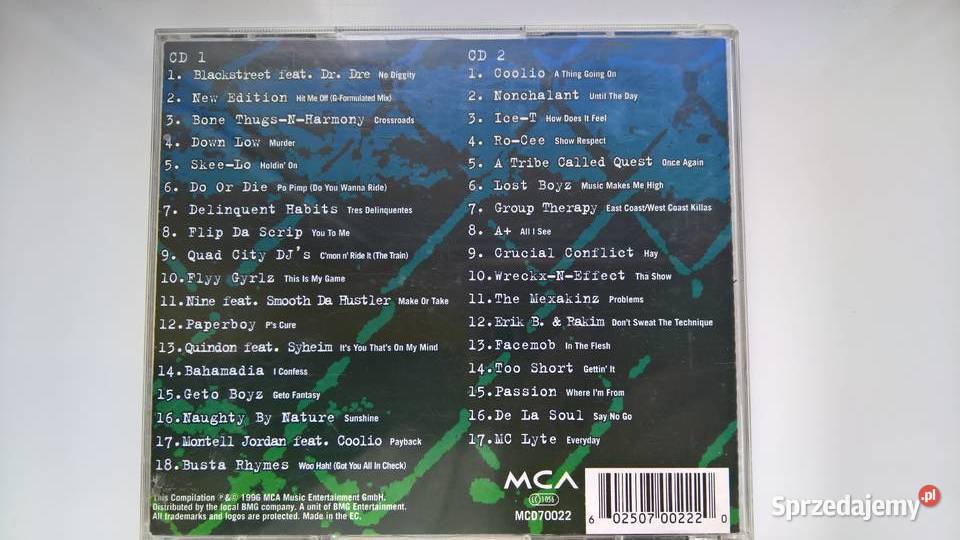 CD 1
1. Blackstreet feat. Dr. Dre No Diggity
2. New Edition Hit Me Off (G-Formulated Mix)
3. Bone Thugs-N-Harmony Crossroads
4. Down Low Murder
5. Skee-Lo Holdin' On
6. Do Or Die Po Pimp (Do You Wanna Ride)
7. Delinquent Habits Tres Delinquentes
8. Flip Da Scrip You To Me
9. Quad City DJ's C'mon n' Ride It (The Train)
10. Flyy Gyrlz This Is My Game
11. Nine feat. Smooth Da Hustler Make Or Take
12. Paperboy P's Cure
13. Quindon feat. Syheim It's You That's On My Mind
14. Bahamadia I Confess
15. Geto Boyz Geto Fantasy
16. Naughty By Nature Sunshine
17. Montell Jordan feat. Coolio Payback
18. Busta Rhymes Woo Hah! (Got You All In Check)
CD 2
1. Coolio A Thing Going On
2. Nonchalant Until The Day
3. Ice-T How Does It Feel
4. Ro-Cee Show Respect
5. A Tribe Called Quest Once Again
6. Lost Boyz Music Makes Me High
7. Group Therapy East Coast/West Coast Killas
8. A+ All I See
9. Crucial Conflict Hay
10. Wreckx-N-Effect Tha Show
11. The Mexakinz Problems
12. Erik B. & Rakim Don't Sweat The Technique
13. Facemob In The Flesh
14. Too Short Gettin' It
15. Passion Where I'm From
16. De La Soul Say No Go
17. MC Lyte Everyday
This Compilation ℗&© 1996 MCA Music Entertainment GmbH.
Distributed by the local BMG company. A unit of BMG Entertainment.
All trademarks and logos are protected. Made in the EC.
MCA
LC 1056
MCD70022
6 02507 00222 0
Sprzedajemy.pl